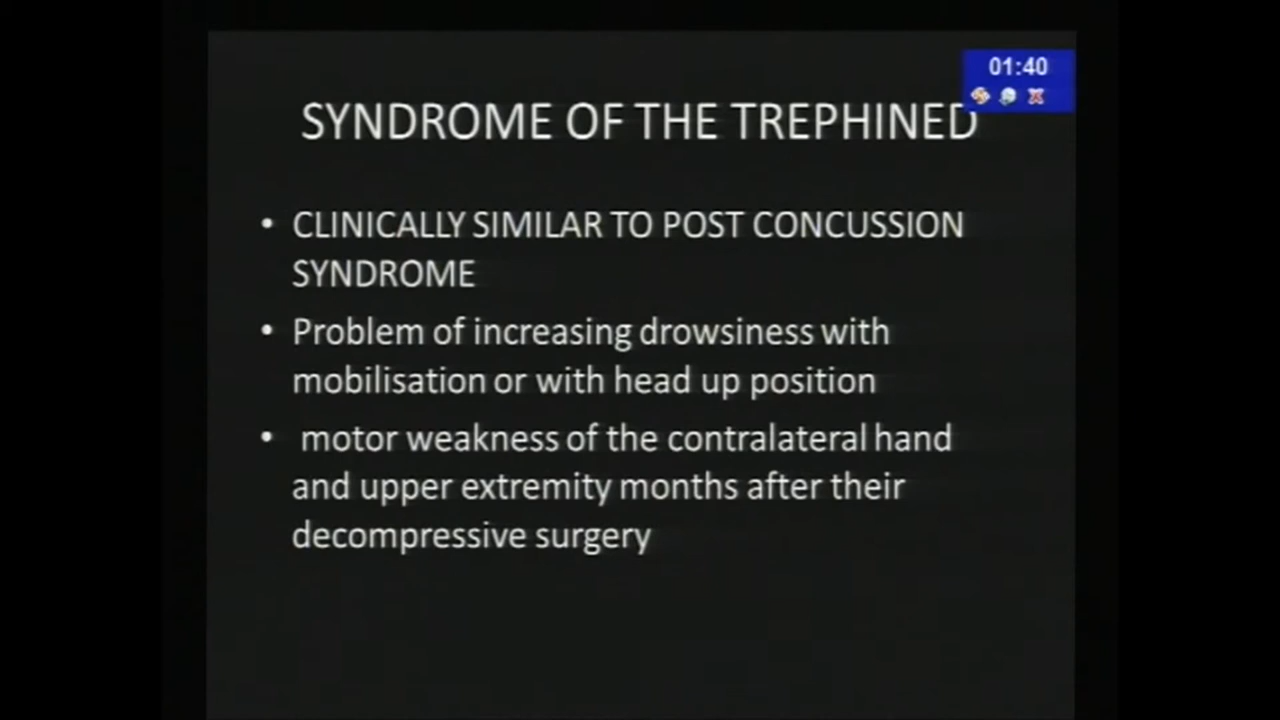 01:40
SYNDROME OF THE TREPHINED
• CLINICALLY SIMILAR TO POST CONCUSSION
SYNDROME
• Problem of increasing drowsiness with
mobilisation or with head up position
• motor weakness of the contralateral hand
and upper extremity months after their
decompressive surgery